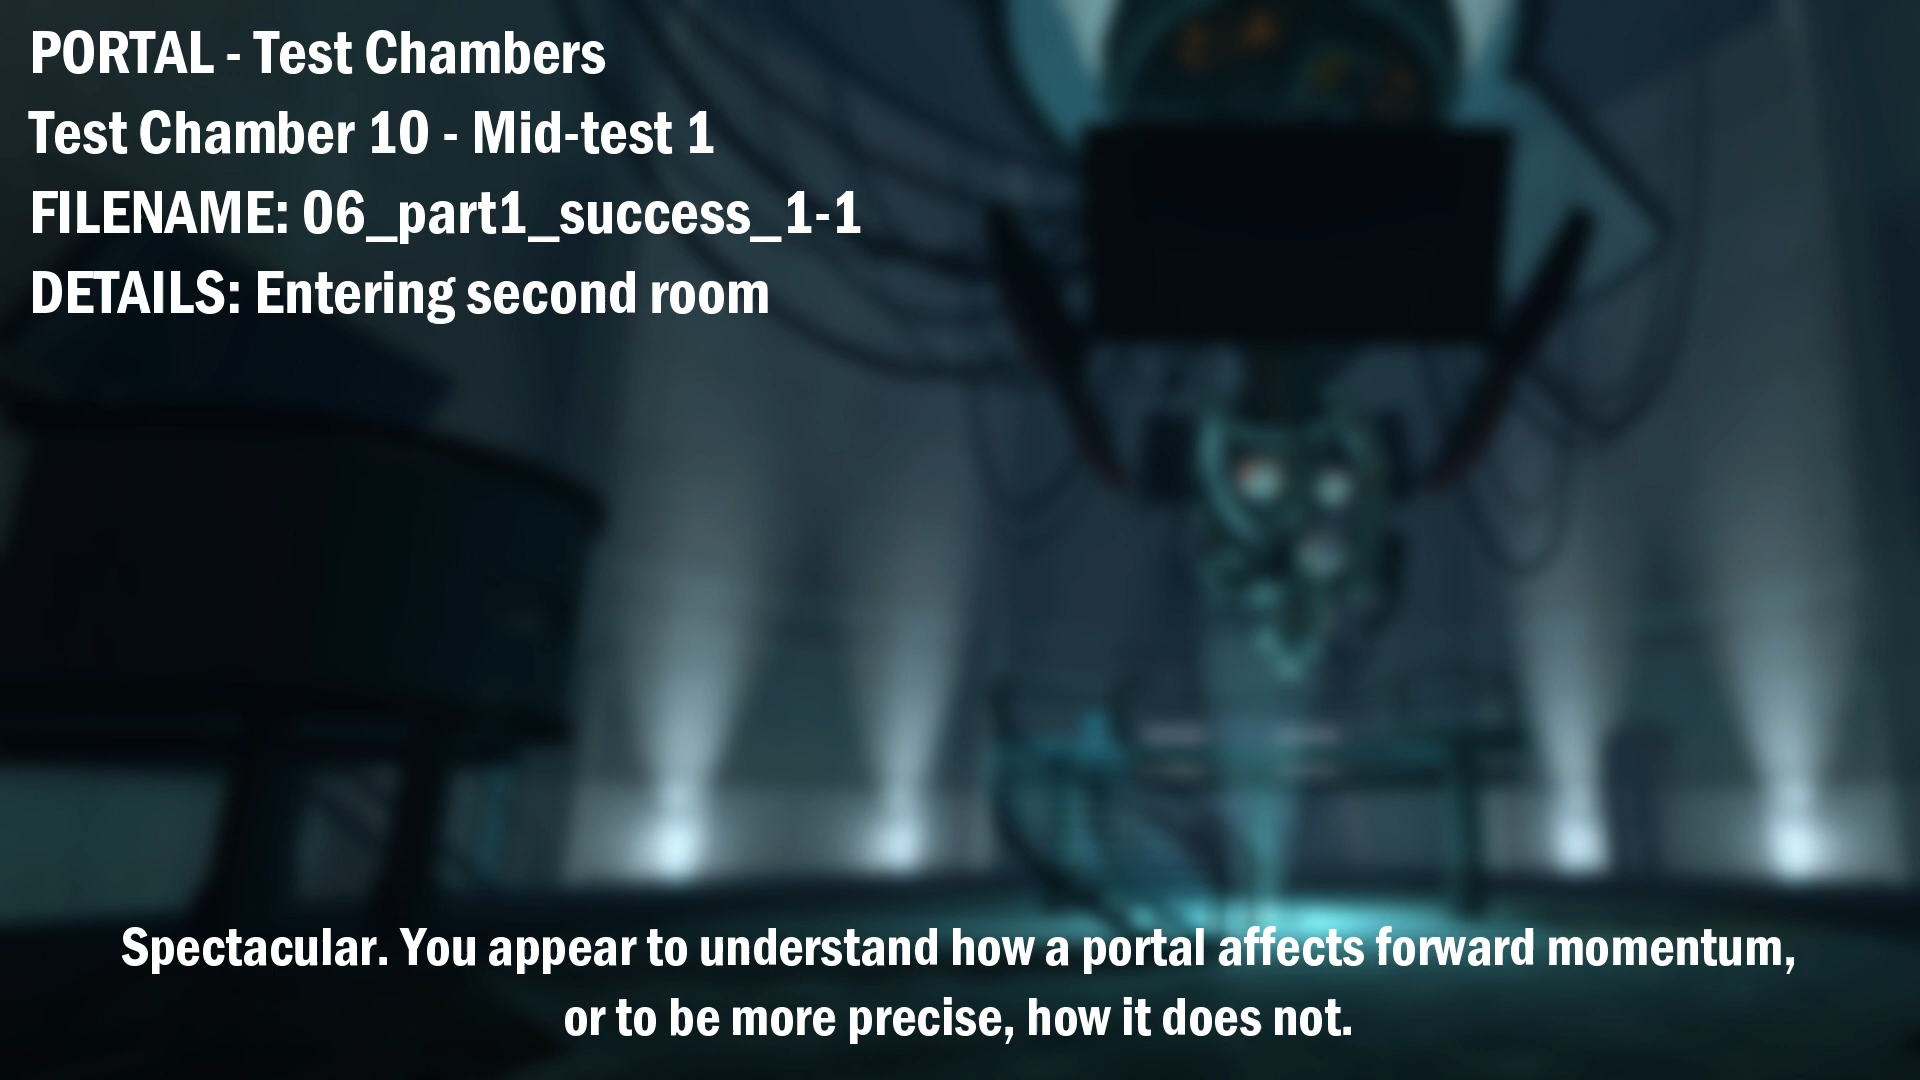 PORTAL - Test Chambers
Test Chamber 10 - Mid-test 1
FILENAME: 06_part1_success_1-1
DETAILS: Entering second room
Spectacular. You appear to understand how a portal affects forward momentum,
or to be more precise, how it does not.